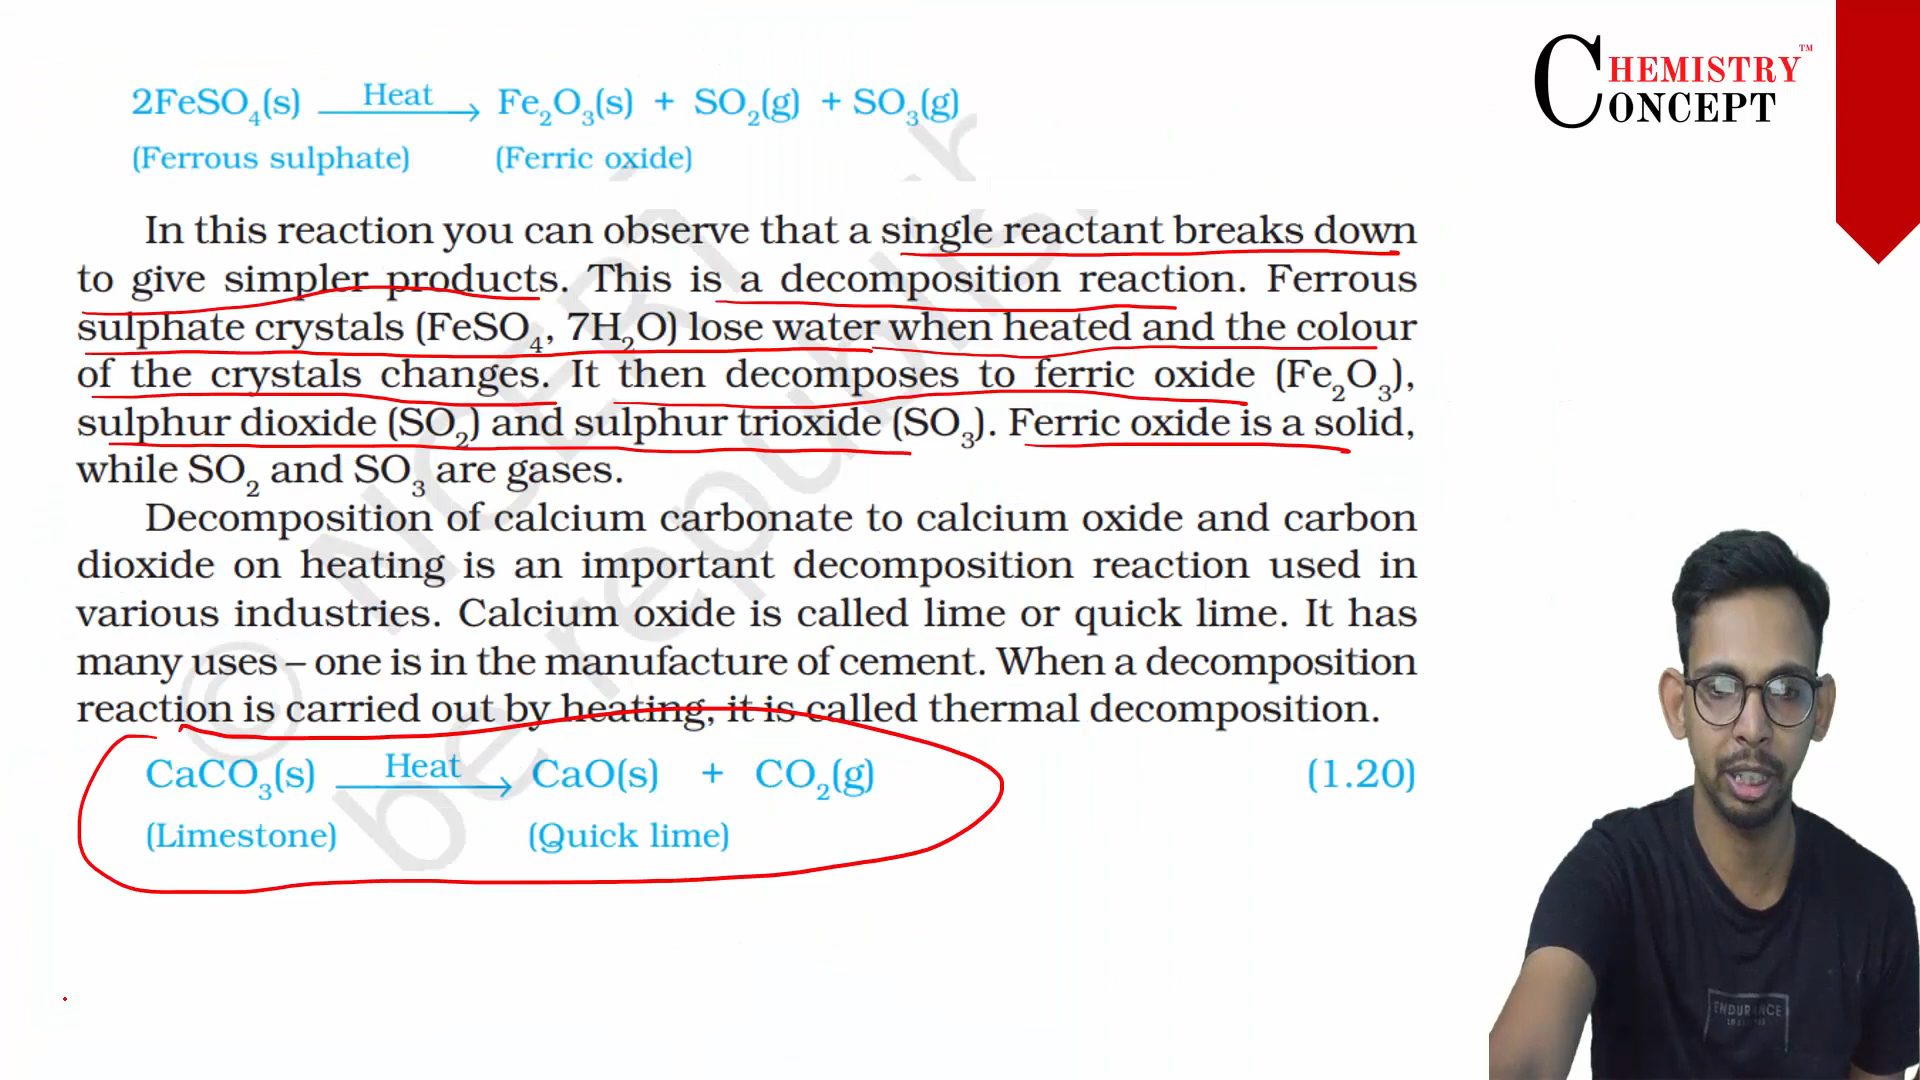 CHEMISTRY™
CONCEPT
2FeSO₄(s) Heat⟶ Fe₂O₃(s) + SO₂(g) + SO₃(g)
(Ferrous sulphate) (Ferric oxide)
In this reaction you can observe that a single reactant breaks down
to give simpler products. This is a decomposition reaction. Ferrous
sulphate crystals (FeSO₄, 7H₂O) lose water when heated and the colour
of the crystals changes. It then decomposes to ferric oxide (Fe₂O₃),
sulphur dioxide (SO₂) and sulphur trioxide (SO₃). Ferric oxide is a solid,
while SO₂ and SO₃ are gases.
Decomposition of calcium carbonate to calcium oxide and carbon
dioxide on heating is an important decomposition reaction used in
various industries. Calcium oxide is called lime or quick lime. It has
many uses – one is in the manufacture of cement. When a decomposition
reaction is carried out by heating, it is called thermal decomposition.
CaCO₃(s) Heat⟶ CaO(s) + CO₂(g) (1.20)
(Limestone) (Quick lime)
© NCERT
be republis
ENDURANCE